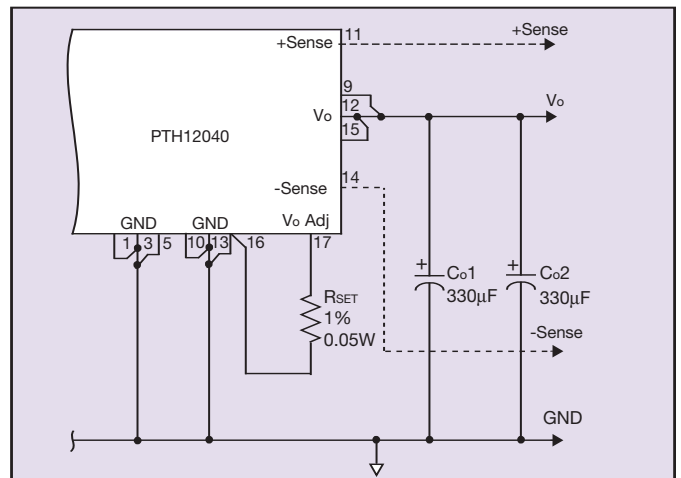 11
+Sense
+Sense
9
Vo
12
Vo
15
PTH12040
14
-Sense
GND
GND
Vo Adj
1 3 5
10 13
16
17
RSET
1%
0.05W
+
Co1
330µF
+
Co2
330µF
-Sense
GND